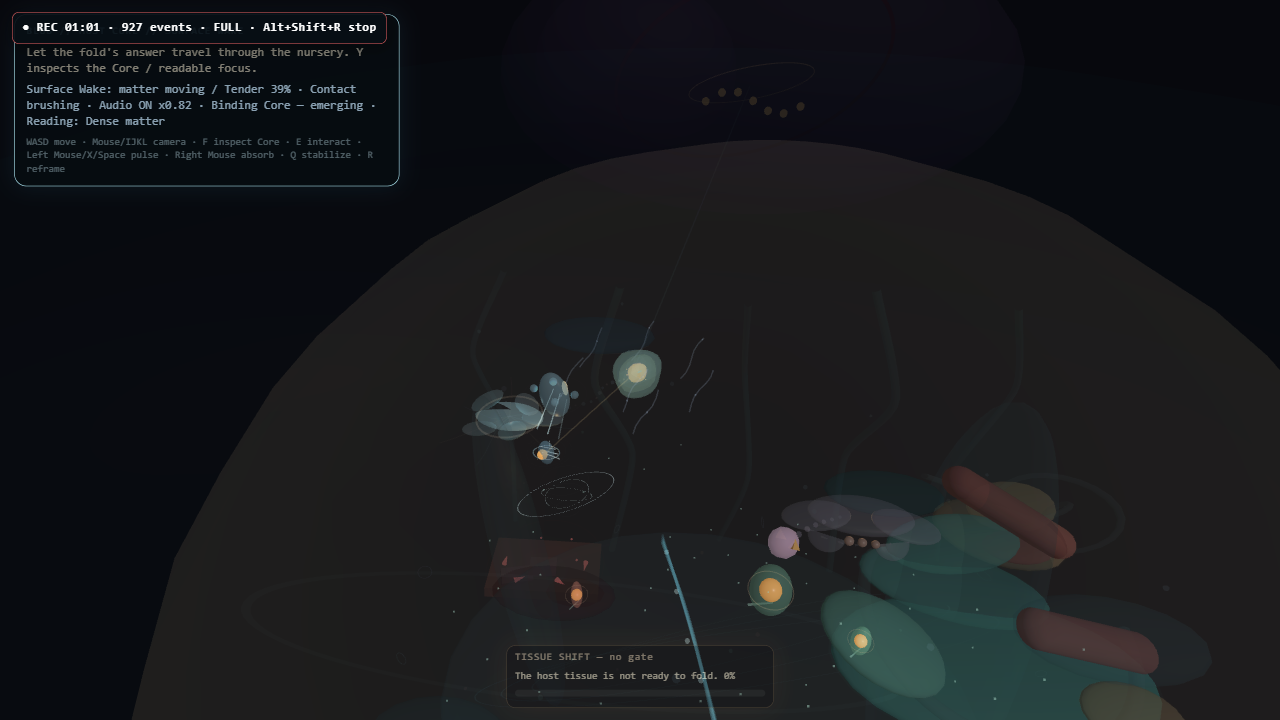 ● REC 01:01 · 927 events · FULL · Alt+Shift+R stop
Let the fold's answer travel through the nursery. Y
inspects the Core / readable focus.
Surface Wake: matter moving / Tender 39% · Contact
brushing · Audio ON x0.82 · Binding Core — emerging ·
Reading: Dense matter
WASD move · Mouse/IJKL camera · F inspect Core · E interact ·
Left Mouse/X/Space pulse · Right Mouse absorb · Q stabilize · R
reframe
TISSUE SHIFT — no gate
The host tissue is not ready to fold. 0%